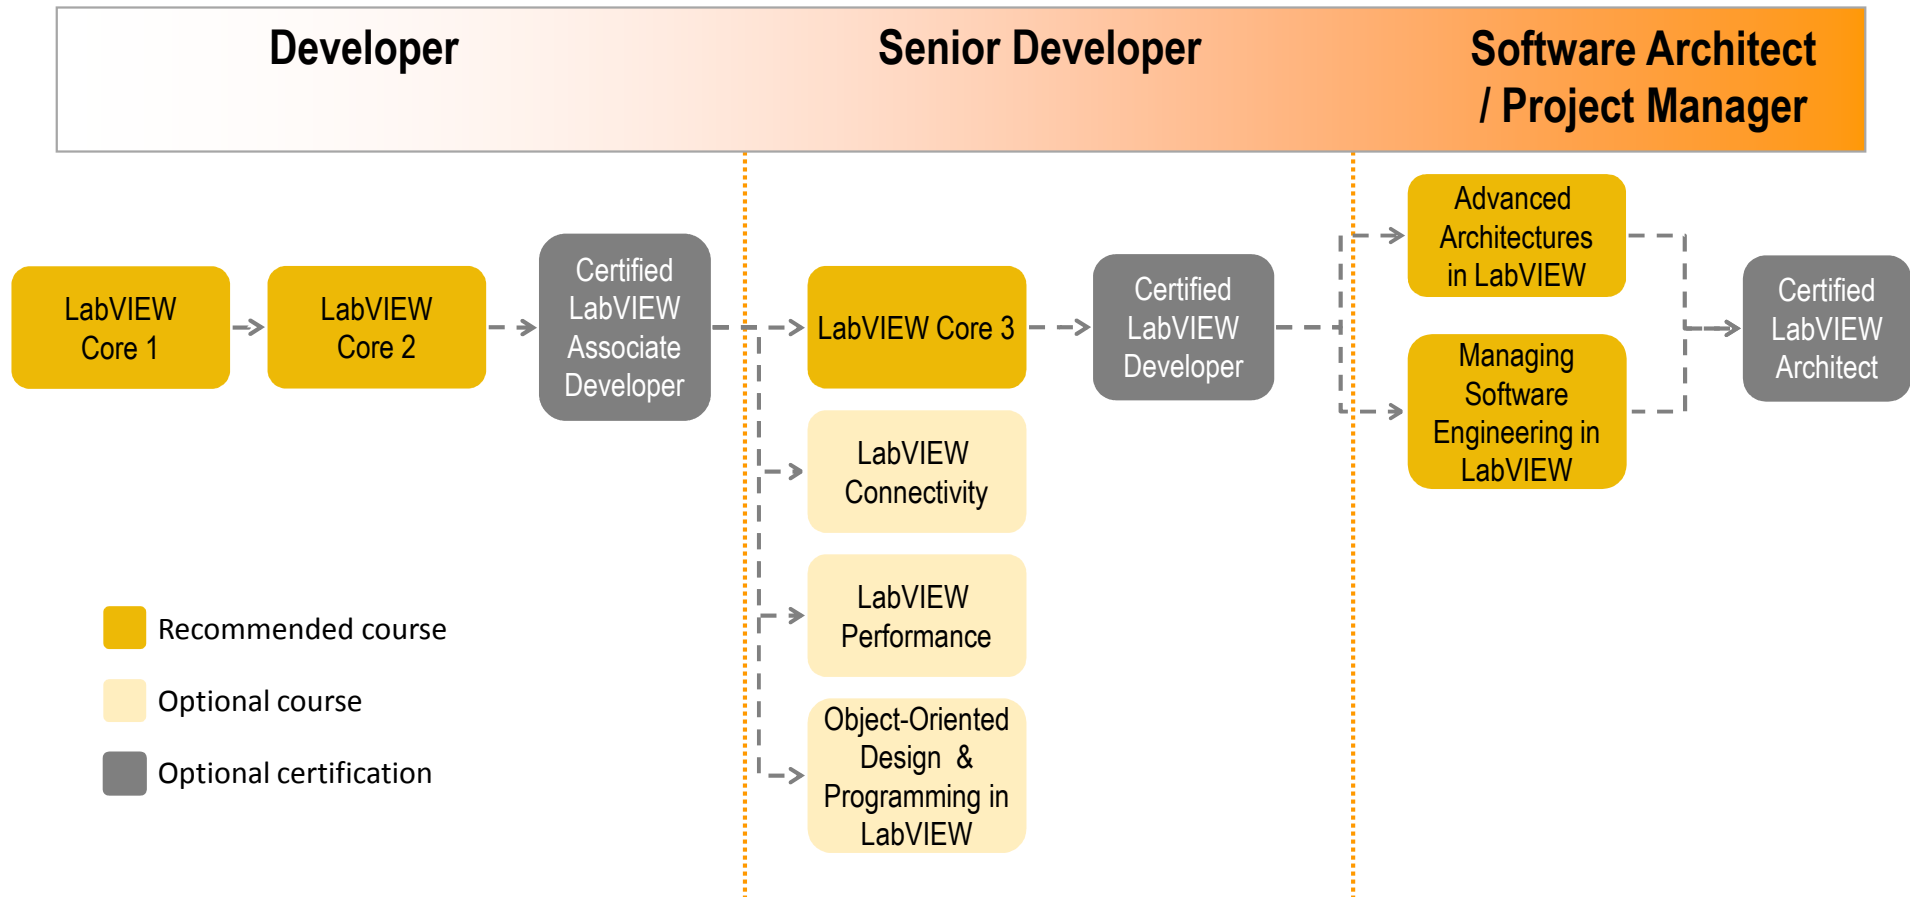 Developer
Senior Developer
Software Architect
/ Project Manager
LabVIEW
Core 1
LabVIEW
Core 2
Certified
LabVIEW
Associate
Developer
LabVIEW Core 3
LabVIEW
Connectivity
LabVIEW
Performance
Object-Oriented
Design &
Programming in
LabVIEW
Certified
LabVIEW
Developer
Advanced
Architectures
in LabVIEW
Managing
Software
Engineering in
LabVIEW
Certified
LabVIEW
Architect
Recommended course
Optional course
Optional certification